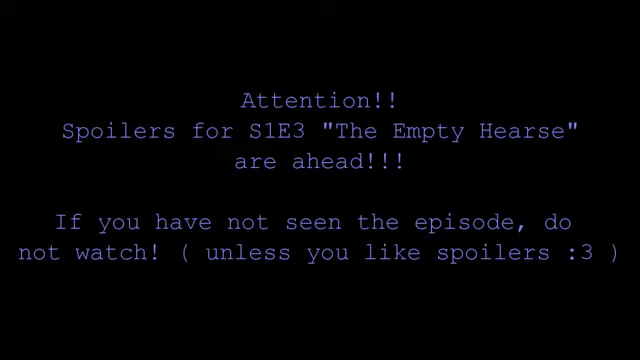 Attention!!
Spoilers for S1E3 "The Empty Hearse"
are ahead!!!
If you have not seen the episode, do
not watch! ( unless you like spoilers :3 )